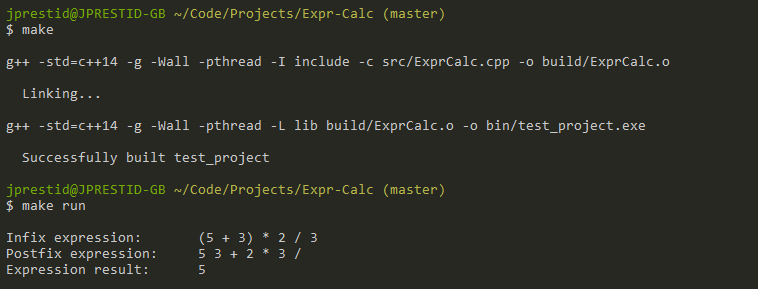 jprestid@JPRESTID-GB ~/Code/Projects/Expr-Calc (master)
$ make
g++ -std=c++14 -g -Wall -pthread -I include -c src/ExprCalc.cpp -o build/ExprCalc.o
Linking...
g++ -std=c++14 -g -Wall -pthread -L lib build/ExprCalc.o -o bin/test_project.exe
Successfully built test_project
jprestid@JPRESTID-GB ~/Code/Projects/Expr-Calc (master)
$ make run
Infix expression: (5 + 3) * 2 / 3
Postfix expression: 5 3 + 2 * 3 /
Expression result: 5